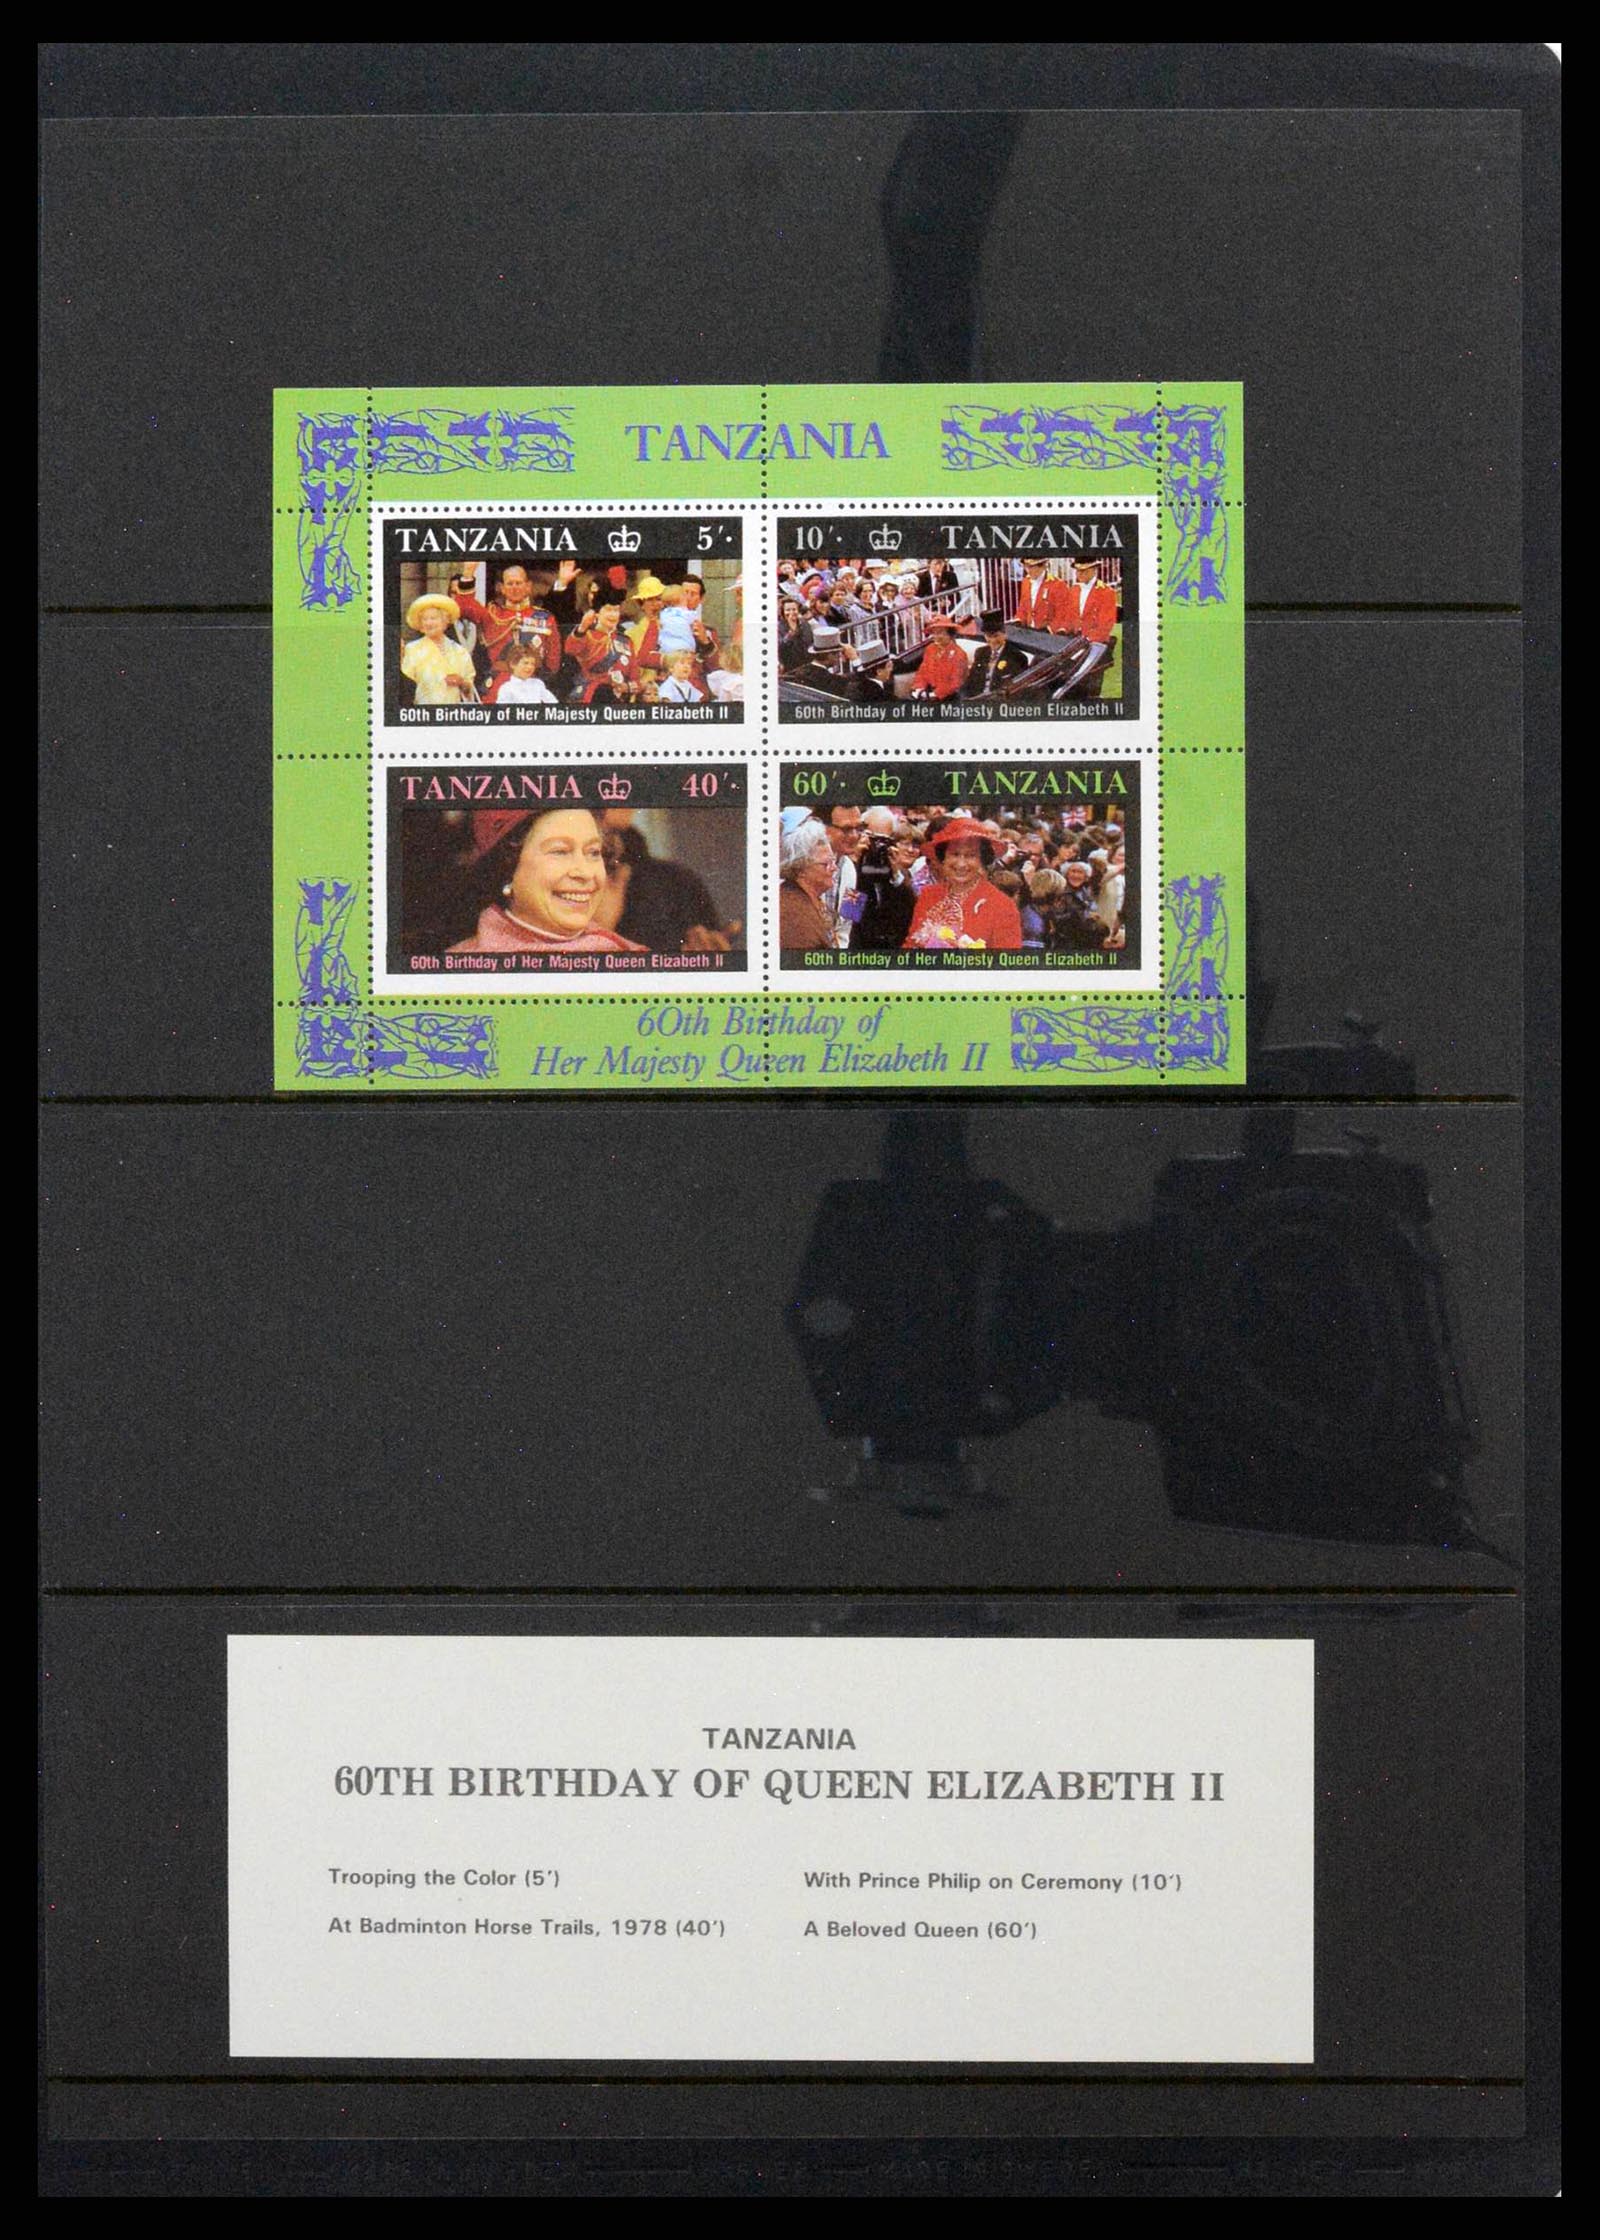 TANZANIA
TANZANIA 5′·
60th Birthday of Her Majesty Queen Elizabeth II
10′· TANZANIA
60th Birthday of Her Majesty Queen Elizabeth II
TANZANIA 40′·
60th Birthday of Her Majesty Queen Elizabeth II
60′· TANZANIA
60th Birthday of Her Majesty Queen Elizabeth II
60th Birthday of
Her Majesty Queen Elizabeth II
TANZANIA
60TH BIRTHDAY OF QUEEN ELIZABETH II
Trooping the Color (5′)
With Prince Philip on Ceremony (10′)
At Badminton Horse Trails, 1978 (40′)
A Beloved Queen (60′)